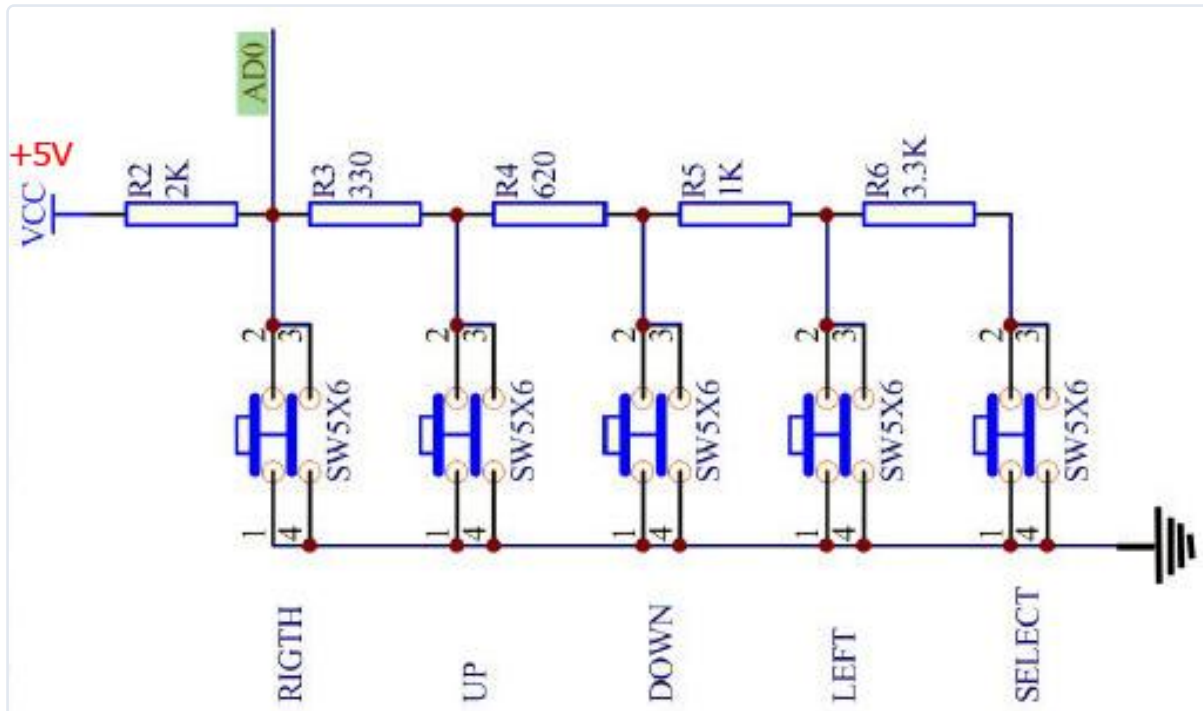 AD0
+5V
VCC
R2
2K
R3
330
R4
620
R5
1K
R6
3.3K
2
3
2
3
2
3
2
3
2
3
SW5X6
SW5X6
SW5X6
SW5X6
SW5X6
1
4
1
4
1
4
1
4
1
4
RIGTH
UP
DOWN
LEFT
SELECT